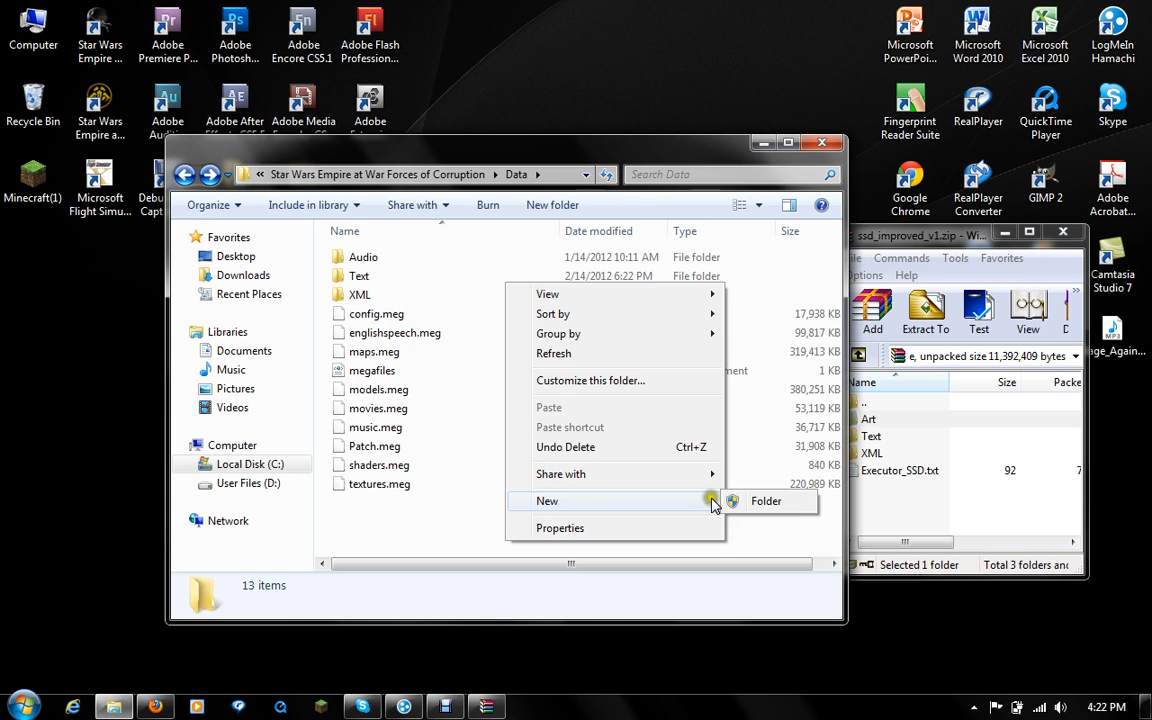 Computer
Star Wars Empire ...
Adobe Premiere P...
Adobe Photosh...
Adobe Encore CS5.1
Adobe Flash Profession...
Microsoft PowerPoi...
Microsoft Word 2010
Microsoft Excel 2010
LogMeIn Hamachi
Recycle Bin
Star Wars Empire a...
Adobe
Adobe After
Adobe Media
Adobe
Fingerprint Reader Suite
RealPlayer
QuickTime Player
Skype
Minecraft(1)
Microsoft Flight Simu...
Google Chrome
RealPlayer Converter
GIMP 2
Adobe Acrobat...
Camtasia Studio 7
age_Again...
« Star Wars Empire at War Forces of Corruption Data
Search Data
Organize
Include in library
Share with
Burn
New folder
Favorites
Desktop
Downloads
Recent Places
Libraries
Documents
Music
Pictures
Videos
Computer
Local Disk (C:)
User Files (D:)
Network
Name Date modified Type Size
Audio 1/14/2012 10:11 AM File folder
Text 2/14/2012 6:22 PM File folder
XML
config.meg 17,938 KB
englishspeech.meg 99,817 KB
maps.meg 319,413 KB
megafiles ment 1 KB
models.meg 380,251 KB
movies.meg 53,119 KB
music.meg 36,717 KB
Patch.meg 31,908 KB
shaders.meg 840 KB
textures.meg 220,989 KB
View
Sort by
Group by
Refresh
Customize this folder...
Paste
Paste shortcut
Undo Delete Ctrl+Z
Share with
New
Properties
Folder
13 items
ssd_improved_v1.zip - Wi...
ile Commands Tools Favorites
Options Help
Add
Extract To
Test
View
D
e, unpacked size 11,392,409 bytes
Name Size Packe
..
Art
Text
XML
Executor_SSD.txt 92 7
Selected 1 folder
Total 3 folders and
4:22 PM